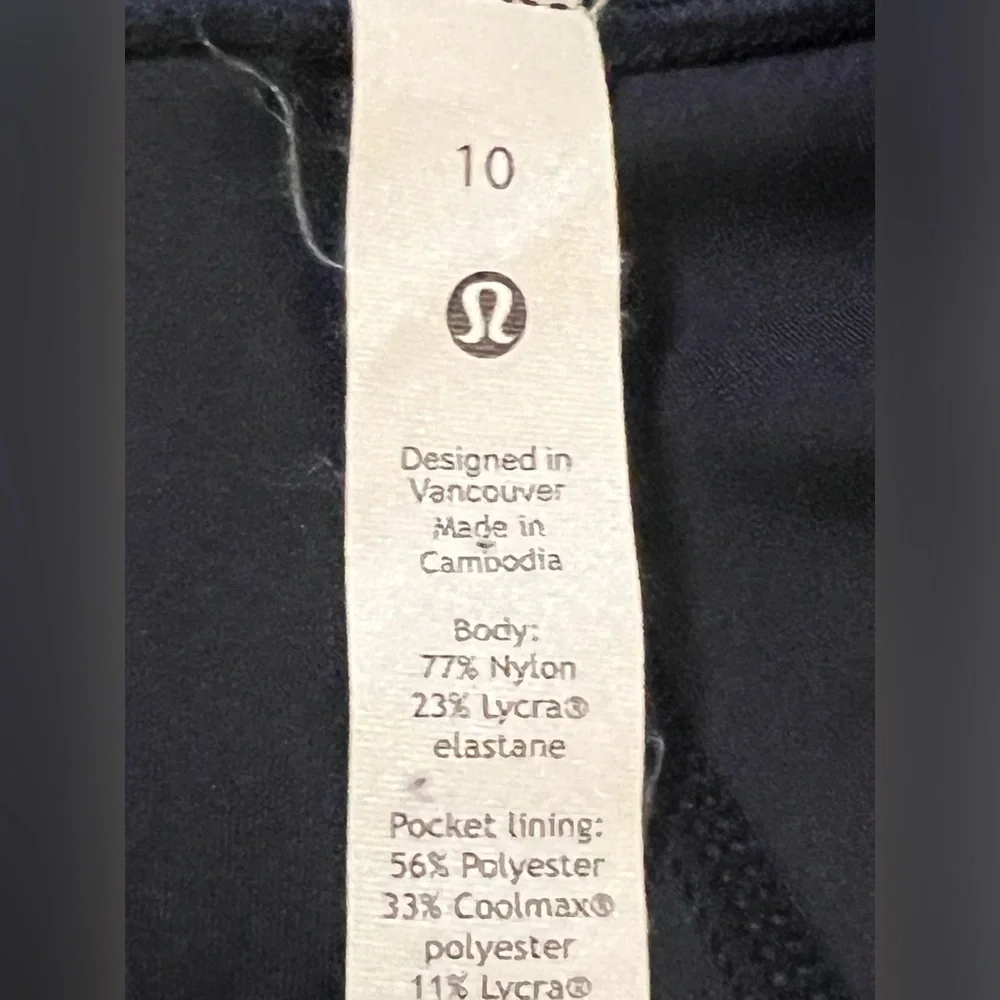 10
Designed in
Vancouver
Made in
Cambodia
Body:
77% Nylon
23% Lycra®
elastane
Pocket lining:
56% Polyester
33% Coolmax®
polyester
11% Lycra®